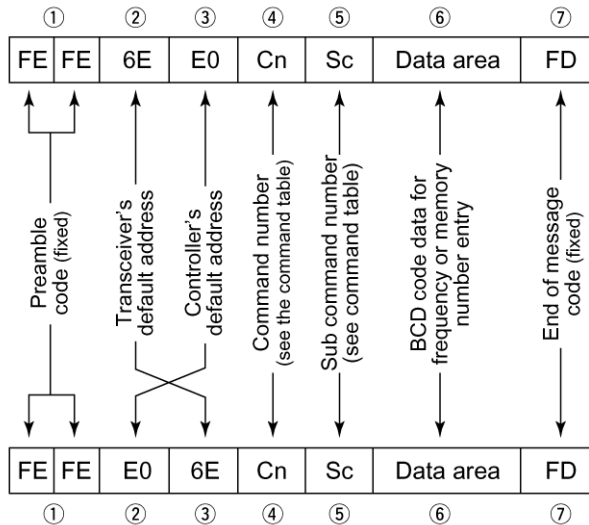 ① ② ③ ④ ⑤ ⑥ ⑦
FE FE 6E E0 Cn Sc Data area FD
Preamble
code (fixed)
Transceiver's
default address
Controller's
default address
Command number
(see the command table)
Sub command number
(see command table)
BCD code data for
frequency or memory
number entry
End of message
code (fixed)
FE FE E0 6E Cn Sc Data area FD
① ② ③ ④ ⑤ ⑥ ⑦